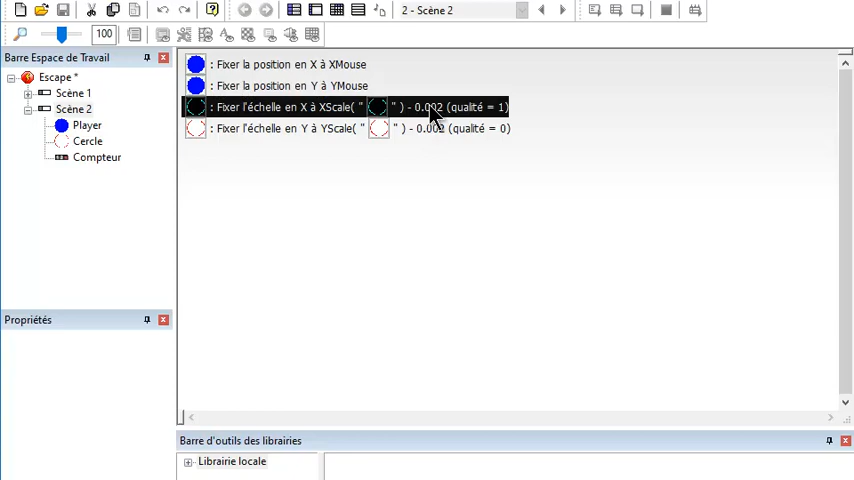 2 - Scène 2
100
Barre Espace de Travail
Escape *
Scène 1
Scène 2
Player
Cercle
Compteur
: Fixer la position en X à XMouse
: Fixer la position en Y à YMouse
: Fixer l'échelle en X à XScale( " " ) - 0.002 (qualité = 1)
: Fixer l'échelle en Y à YScale( " " ) - 0.002 (qualité = 0)
Propriétés
Barre d'outils des librairies
Librairie locale